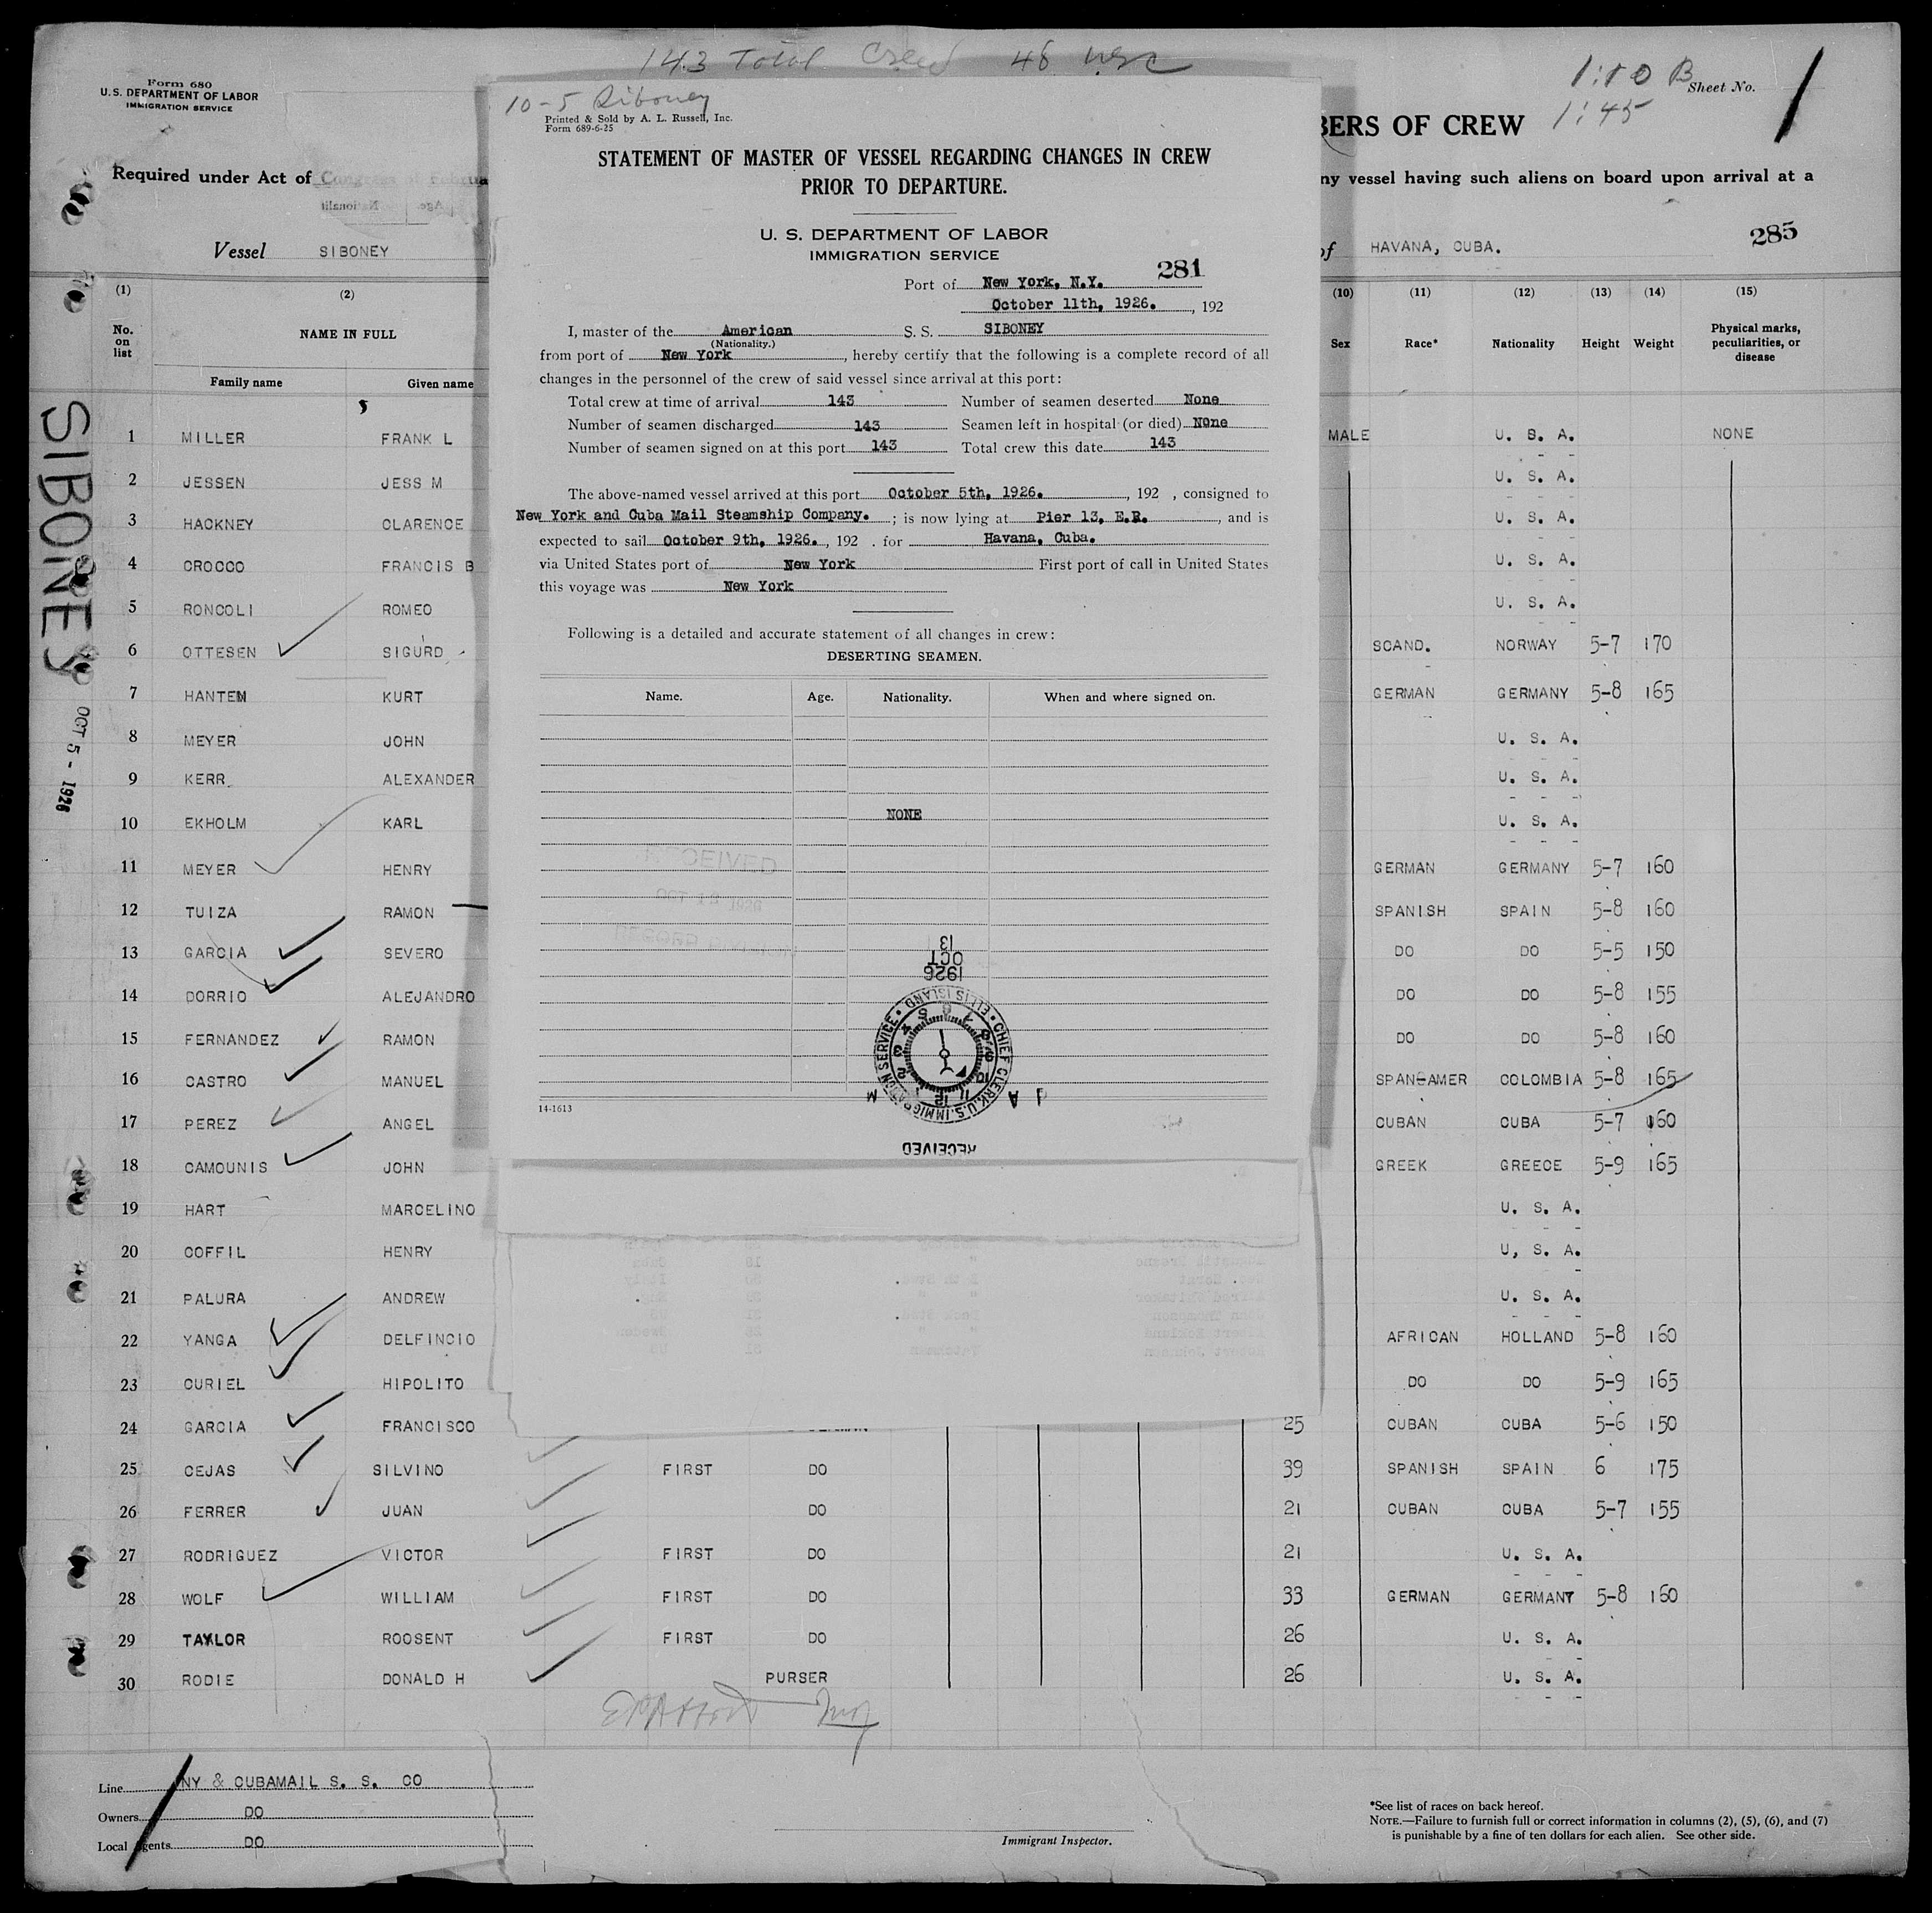 143 Total Crew 48 usc
Form 680
U. S. DEPARTMENT OF LABOR
IMMIGRATION SERVICE
Required under Act of Congress of Februa
Vessel SIBONEY
1:10 B
1:45
Sheet No. 1
BERS OF CREW
ny vessel having such aliens on board upon arrival at a
of HAVANA, CUBA.
285
10-5 Siboney
Printed & Sold by A. L. Russell, Inc.
Form 689-6-25
STATEMENT OF MASTER OF VESSEL REGARDING CHANGES IN CREW
PRIOR TO DEPARTURE.
U. S. DEPARTMENT OF LABOR
IMMIGRATION SERVICE
281
Port of New York, N.Y.
October 11th, 1926. , 192
I, master of the American S. S. SIBONEY
(Nationality.)
from port of New York , hereby certify that the following is a complete record of all
changes in the personnel of the crew of said vessel since arrival at this port:
Total crew at time of arrival 143 Number of seamen deserted None
Number of seamen discharged 143 Seamen left in hospital (or died) None
Number of seamen signed on at this port 143 Total crew this date 143
The above-named vessel arrived at this port October 5th, 1926. , 192 , consigned to
New York and Cuba Mail Steamship Company. ; is now lying at Pier 13, E.R. , and is
expected to sail October 9th, 1926. , 192 . for Havana, Cuba.
via United States port of New York First port of call in United States
this voyage was New York
Following is a detailed and accurate statement of all changes in crew:
DESERTING SEAMEN.
Name. Age. Nationality. When and where signed on.
NONE
RECEIVED
13
OCT
1926
CHIEF CLERK, U.S. IMMIGRATION SERVICE • ELLIS ISLAND •
A M
RECEIVED
14-1613
SIBONEY
OCT 5 - 1926
(1) (2) (10) (11) (12) (13) (14) (15)
No. on list NAME IN FULL Sex Race* Nationality Height Weight Physical marks, peculiarities, or disease
Family name Given name
1 MILLER FRANK L MALE U. S. A. NONE
2 JESSEN JESS M U. S. A.
3 HACKNEY CLARENCE U. S. A.
4 CROCCO FRANCIS B U. S. A.
5 RONCOLI ROMEO U. S. A.
6 OTTESEN SIGURD SCAND. NORWAY 5-7 170
7 HANTEM KURT GERMAN GERMANY 5-8 165
8 MEYER JOHN U. S. A.
9 KERR ALEXANDER U. S. A.
10 EKHOLM KARL U. S. A.
11 MEYER HENRY GERMAN GERMANY 5-7 160
12 TUIZA RAMON SPANISH SPAIN 5-8 160
13 GARCIA SEVERO DO DO 5-5 150
14 DORRIO ALEJANDRO DO DO 5-8 155
15 FERNANDEZ RAMON DO DO 5-8 160
16 CASTRO MANUEL SPAN-AMER COLOMBIA 5-8 165
17 PEREZ ANGEL CUBAN CUBA 5-7 160
18 CAMOUNIS JOHN GREEK GREECE 5-9 165
19 HART MARCELINO U. S. A.
20 COFFIL HENRY U, S. A.
21 PALURA ANDREW U. S. A.
22 YANGA DELFINCIO AFRICAN HOLLAND 5-8 160
23 CURIEL HIPOLITO DO DO 5-9 165
24 GARCIA FRANCISCO 25 CUBAN CUBA 5-6 150
25 CEJAS SILVINO FIRST DO 39 SPANISH SPAIN 6 175
26 FERRER JUAN DO 21 CUBAN CUBA 5-7 155
27 RODRIGUEZ VICTOR FIRST DO 21 U. S. A.
28 WOLF WILLIAM FIRST DO 33 GERMAN GERMANY 5-8 160
29 TAYLOR ROOSENT FIRST DO 26 U. S. A.
30 RODIE DONALD H PURSER 26 U. S. A.
Line NY & CUBAMAIL S. S. CO
Owners DO
Local Agents DO
Immigrant Inspector.
*See list of races on back hereof.
NOTE.—Failure to furnish full or correct information in columns (2), (5), (6), and (7)
is punishable by a fine of ten dollars for each alien. See other side.